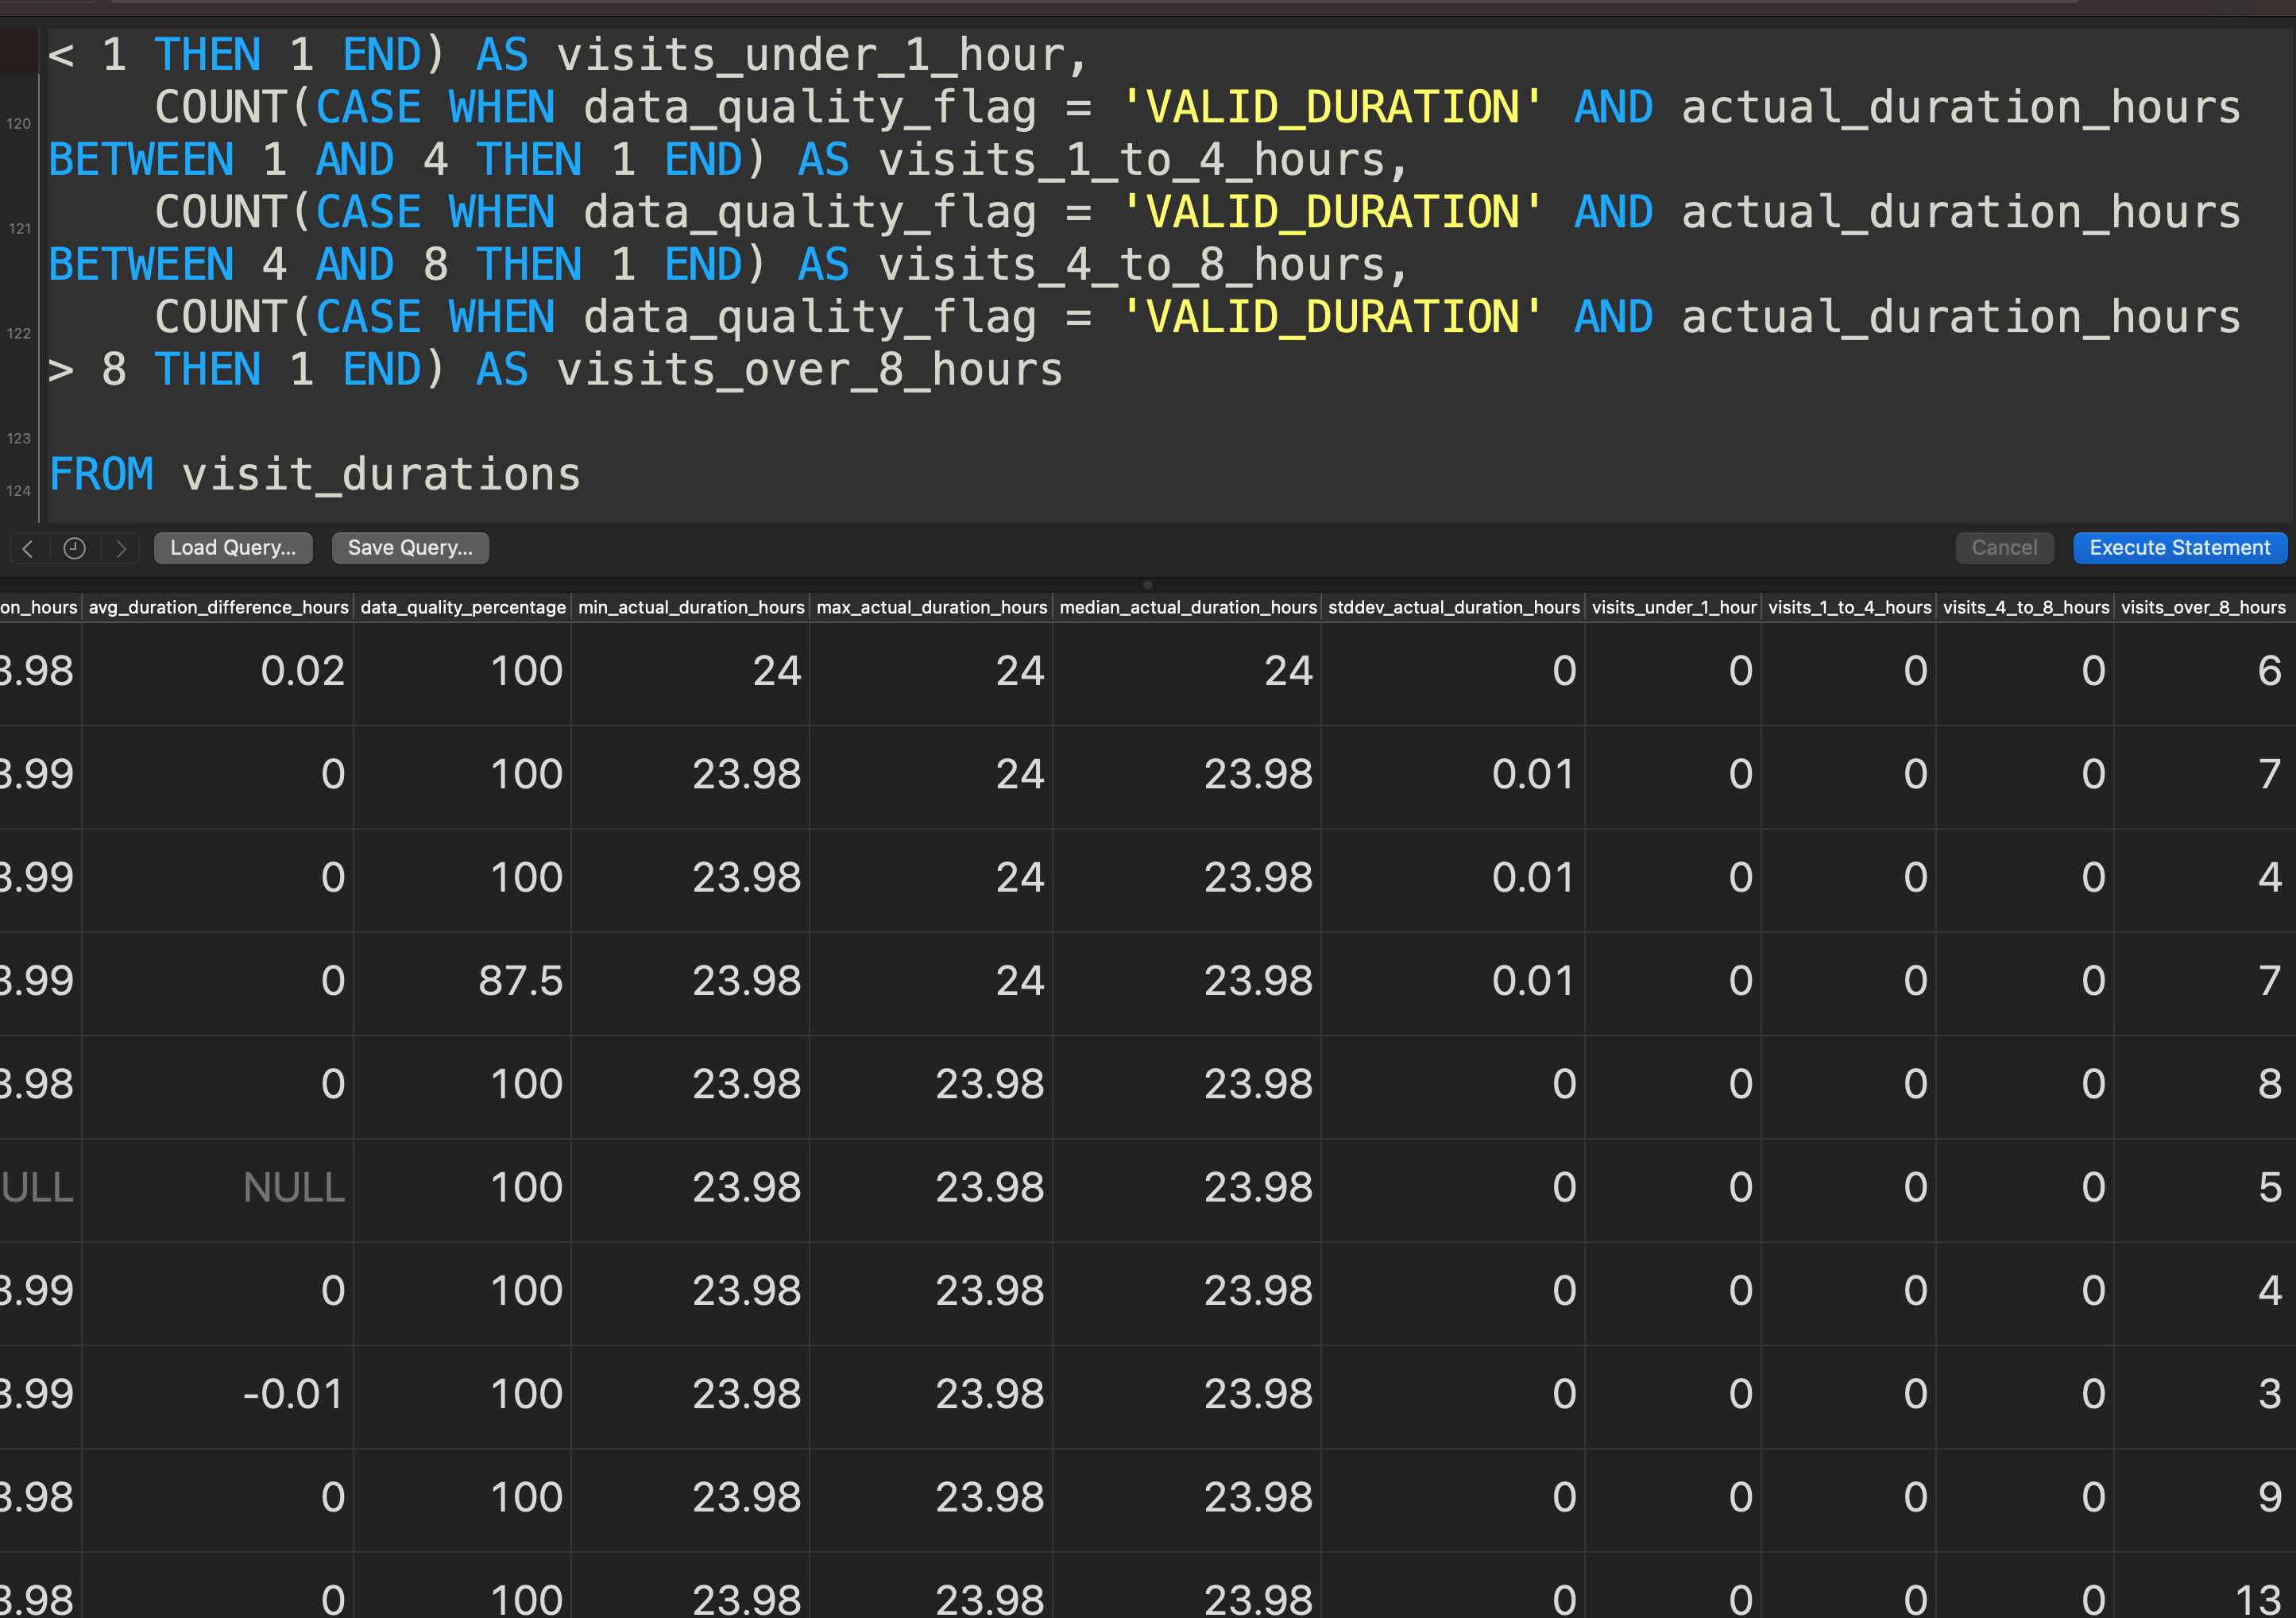 < 1 THEN 1 END) AS visits_under_1_hour,
120 COUNT(CASE WHEN data_quality_flag = 'VALID_DURATION' AND actual_duration_hours
BETWEEN 1 AND 4 THEN 1 END) AS visits_1_to_4_hours,
121 COUNT(CASE WHEN data_quality_flag = 'VALID_DURATION' AND actual_duration_hours
BETWEEN 4 AND 8 THEN 1 END) AS visits_4_to_8_hours,
122 COUNT(CASE WHEN data_quality_flag = 'VALID_DURATION' AND actual_duration_hours
> 8 THEN 1 END) AS visits_over_8_hours
123
124 FROM visit_durations
Load Query... Save Query... Cancel Execute Statement
on_hours avg_duration_difference_hours data_quality_percentage min_actual_duration_hours max_actual_duration_hours median_actual_duration_hours stddev_actual_duration_hours visits_under_1_hour visits_1_to_4_hours visits_4_to_8_hours visits_over_8_hours
3.98 0.02 100 24 24 24 0 0 0 0 6
3.99 0 100 23.98 24 23.98 0.01 0 0 0 7
3.99 0 100 23.98 24 23.98 0.01 0 0 0 4
3.99 0 87.5 23.98 24 23.98 0.01 0 0 0 7
3.98 0 100 23.98 23.98 23.98 0 0 0 0 8
ULL NULL 100 23.98 23.98 23.98 0 0 0 0 5
3.99 0 100 23.98 23.98 23.98 0 0 0 0 4
3.99 -0.01 100 23.98 23.98 23.98 0 0 0 0 3
3.98 0 100 23.98 23.98 23.98 0 0 0 0 9
3.98 0 100 23.98 23.98 23.98 0 0 0 0 13